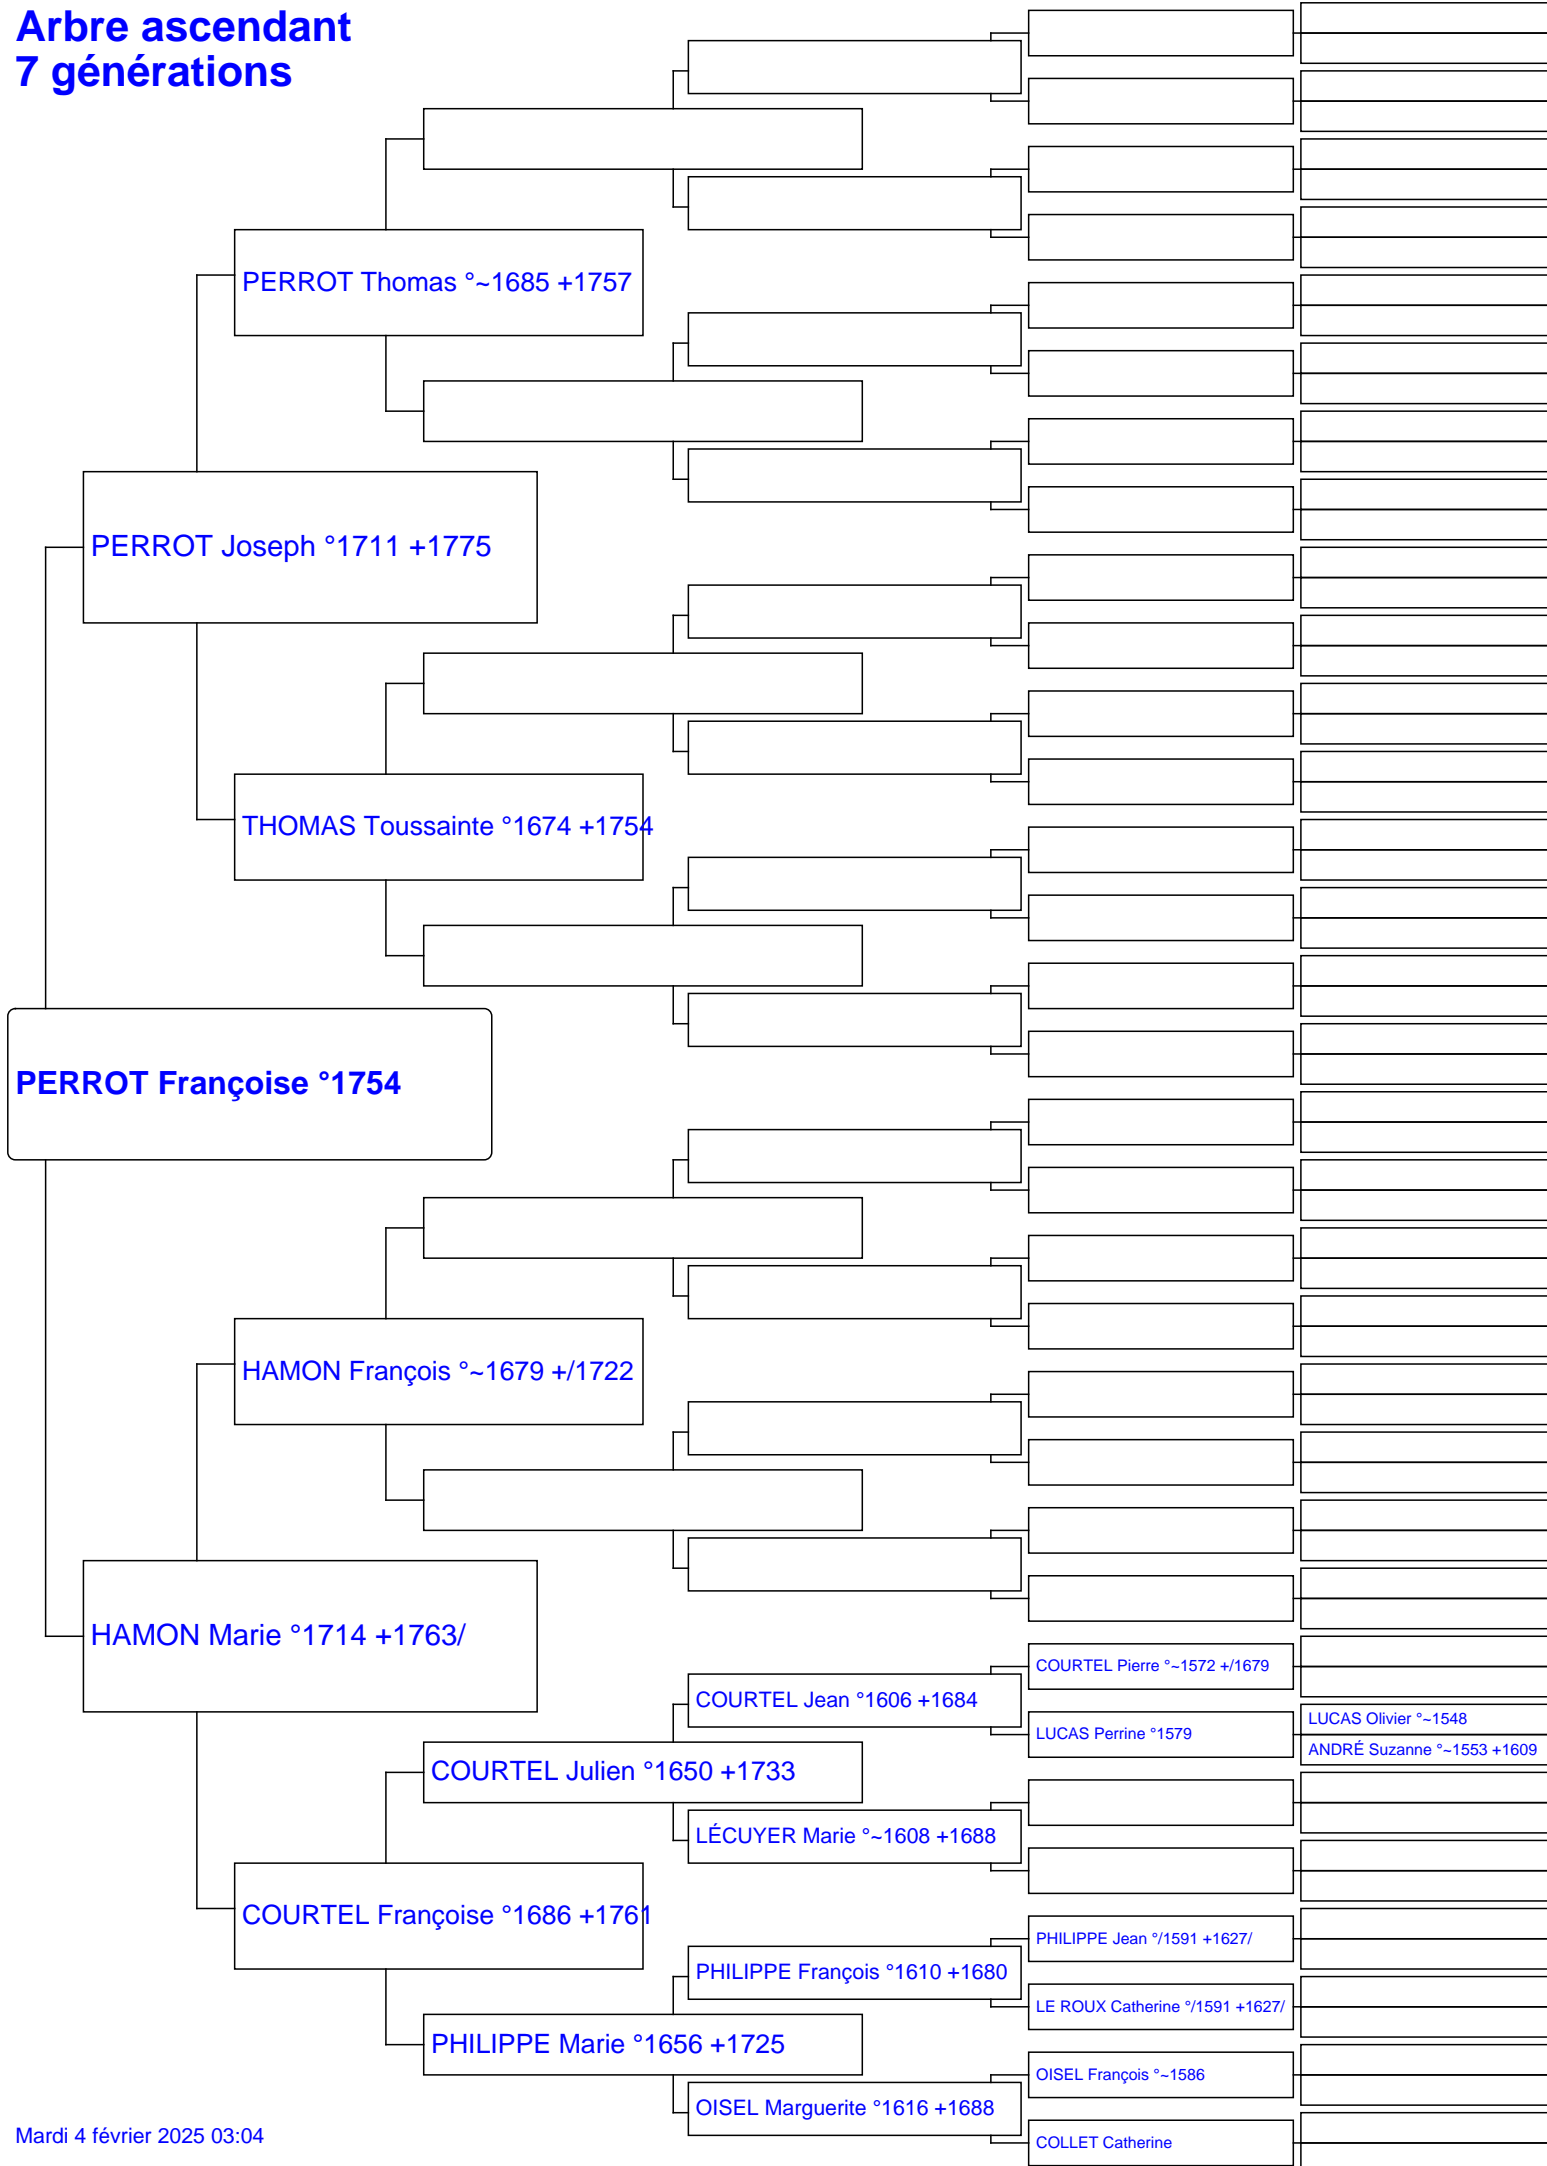 Arbre ascendant
7 générations
PERROT Thomas °~1685 +1757
PERROT Joseph °1711 +1775
THOMAS Toussainte °1674 +1754
PERROT Françoise °1754
HAMON François °~1679 +/1722
HAMON Marie °1714 +1763/
COURTEL Pierre °~1572 +/1679
COURTEL Jean °1606 +1684
LUCAS Olivier °~1548
LUCAS Perrine °1579
ANDRÉ Suzanne °~1553 +1609
COURTEL Julien °1650 +1733
LÉCUYER Marie °~1608 +1688
COURTEL Françoise °1686 +1761
PHILIPPE Jean °/1591 +1627/
PHILIPPE François °1610 +1680
LE ROUX Catherine °/1591 +1627/
PHILIPPE Marie °1656 +1725
OISEL François °~1586
OISEL Marguerite °1616 +1688
COLLET Catherine
Mardi 4 février 2025 03:04